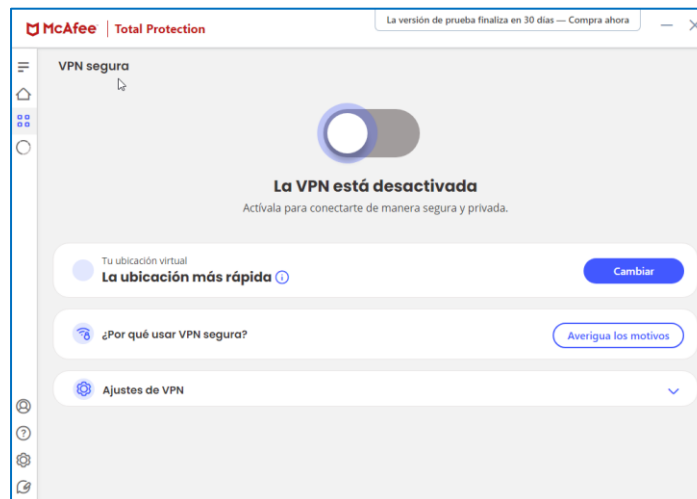 McAfee | Total Protection
La versión de prueba finaliza en 30 días — Compra ahora
VPN segura
La VPN está desactivada
Actívala para conectarte de manera segura y privada.
Tu ubicación virtual
La ubicación más rápida
Cambiar
¿Por qué usar VPN segura?
Averigua los motivos
Ajustes de VPN